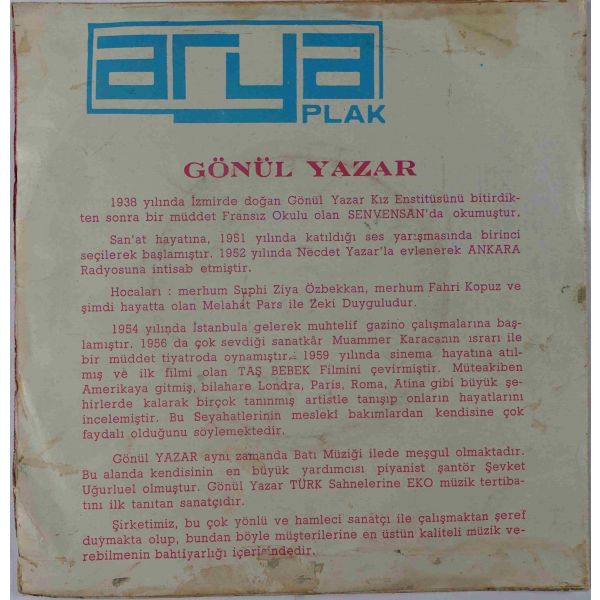 arya
PLAK
GÖNÜL YAZAR
1938 yılında İzmirde doğan Gönül Yazar Kız Enstitüsünü bitirdik-
ten sonra bir müddet Fransız Okulu olan SENVENSAN'da okumuştur.
San'at hayatına, 1951 yılında katıldığı ses yarışmasında birinci
seçilerek başlamıştır. 1952 yılında Necdet Yazar'la evlenerek ANKARA
Radyosuna intisab etmiştir.
Hocaları : merhum Suphi Ziya Özbekkan, merhum Fahri Kopuz ve
şimdi hayatta olan Melahât Pars ile Zeki Duyguludur.
1954 yılında İstanbula gelerek muhtelif gazino çalışmalarına baş-
lamıştır. 1956 da çok sevdiği sanatkâr Muammer Karacanın ısrarı ile
bir müddet tiyatroda oynamıştır. 1959 yılında sinema hayatına atıl-
mış ve ilk filmi olan TAŞ BEBEK Filmini çevirmiştir. Müteakiben
Amerikaya gitmiş, bilahare Londra, Paris, Roma, Atina gibi büyük şe-
hirlerde kalarak birçok tanınmış artistle tanışıp onların hayatlarını
incelemiştir. Bu Seyahatlerinin meslekî bakımlardan kendisine çok
faydalı olduğunu söylemektedir.
Gönül YAZAR aynı zamanda Batı Müziği ilede meşgul olmaktadır.
Bu alanda kendisinin en büyük yardımcısı piyanist şantör Şevket
Uğurluel olmuştur. Gönül Yazar TÜRK Sahnelerine EKO müzik tertiba-
tını ilk tanıtan sanatçıdır.
Şirketimiz, bu çok yönlü ve hamleci sanatçı ile çalışmaktan şeref
duymakta olup, bundan böyle müşterilerine en üstün kaliteli müzik ve-
rebilmenin bahtiyarlığı içerisindedir.